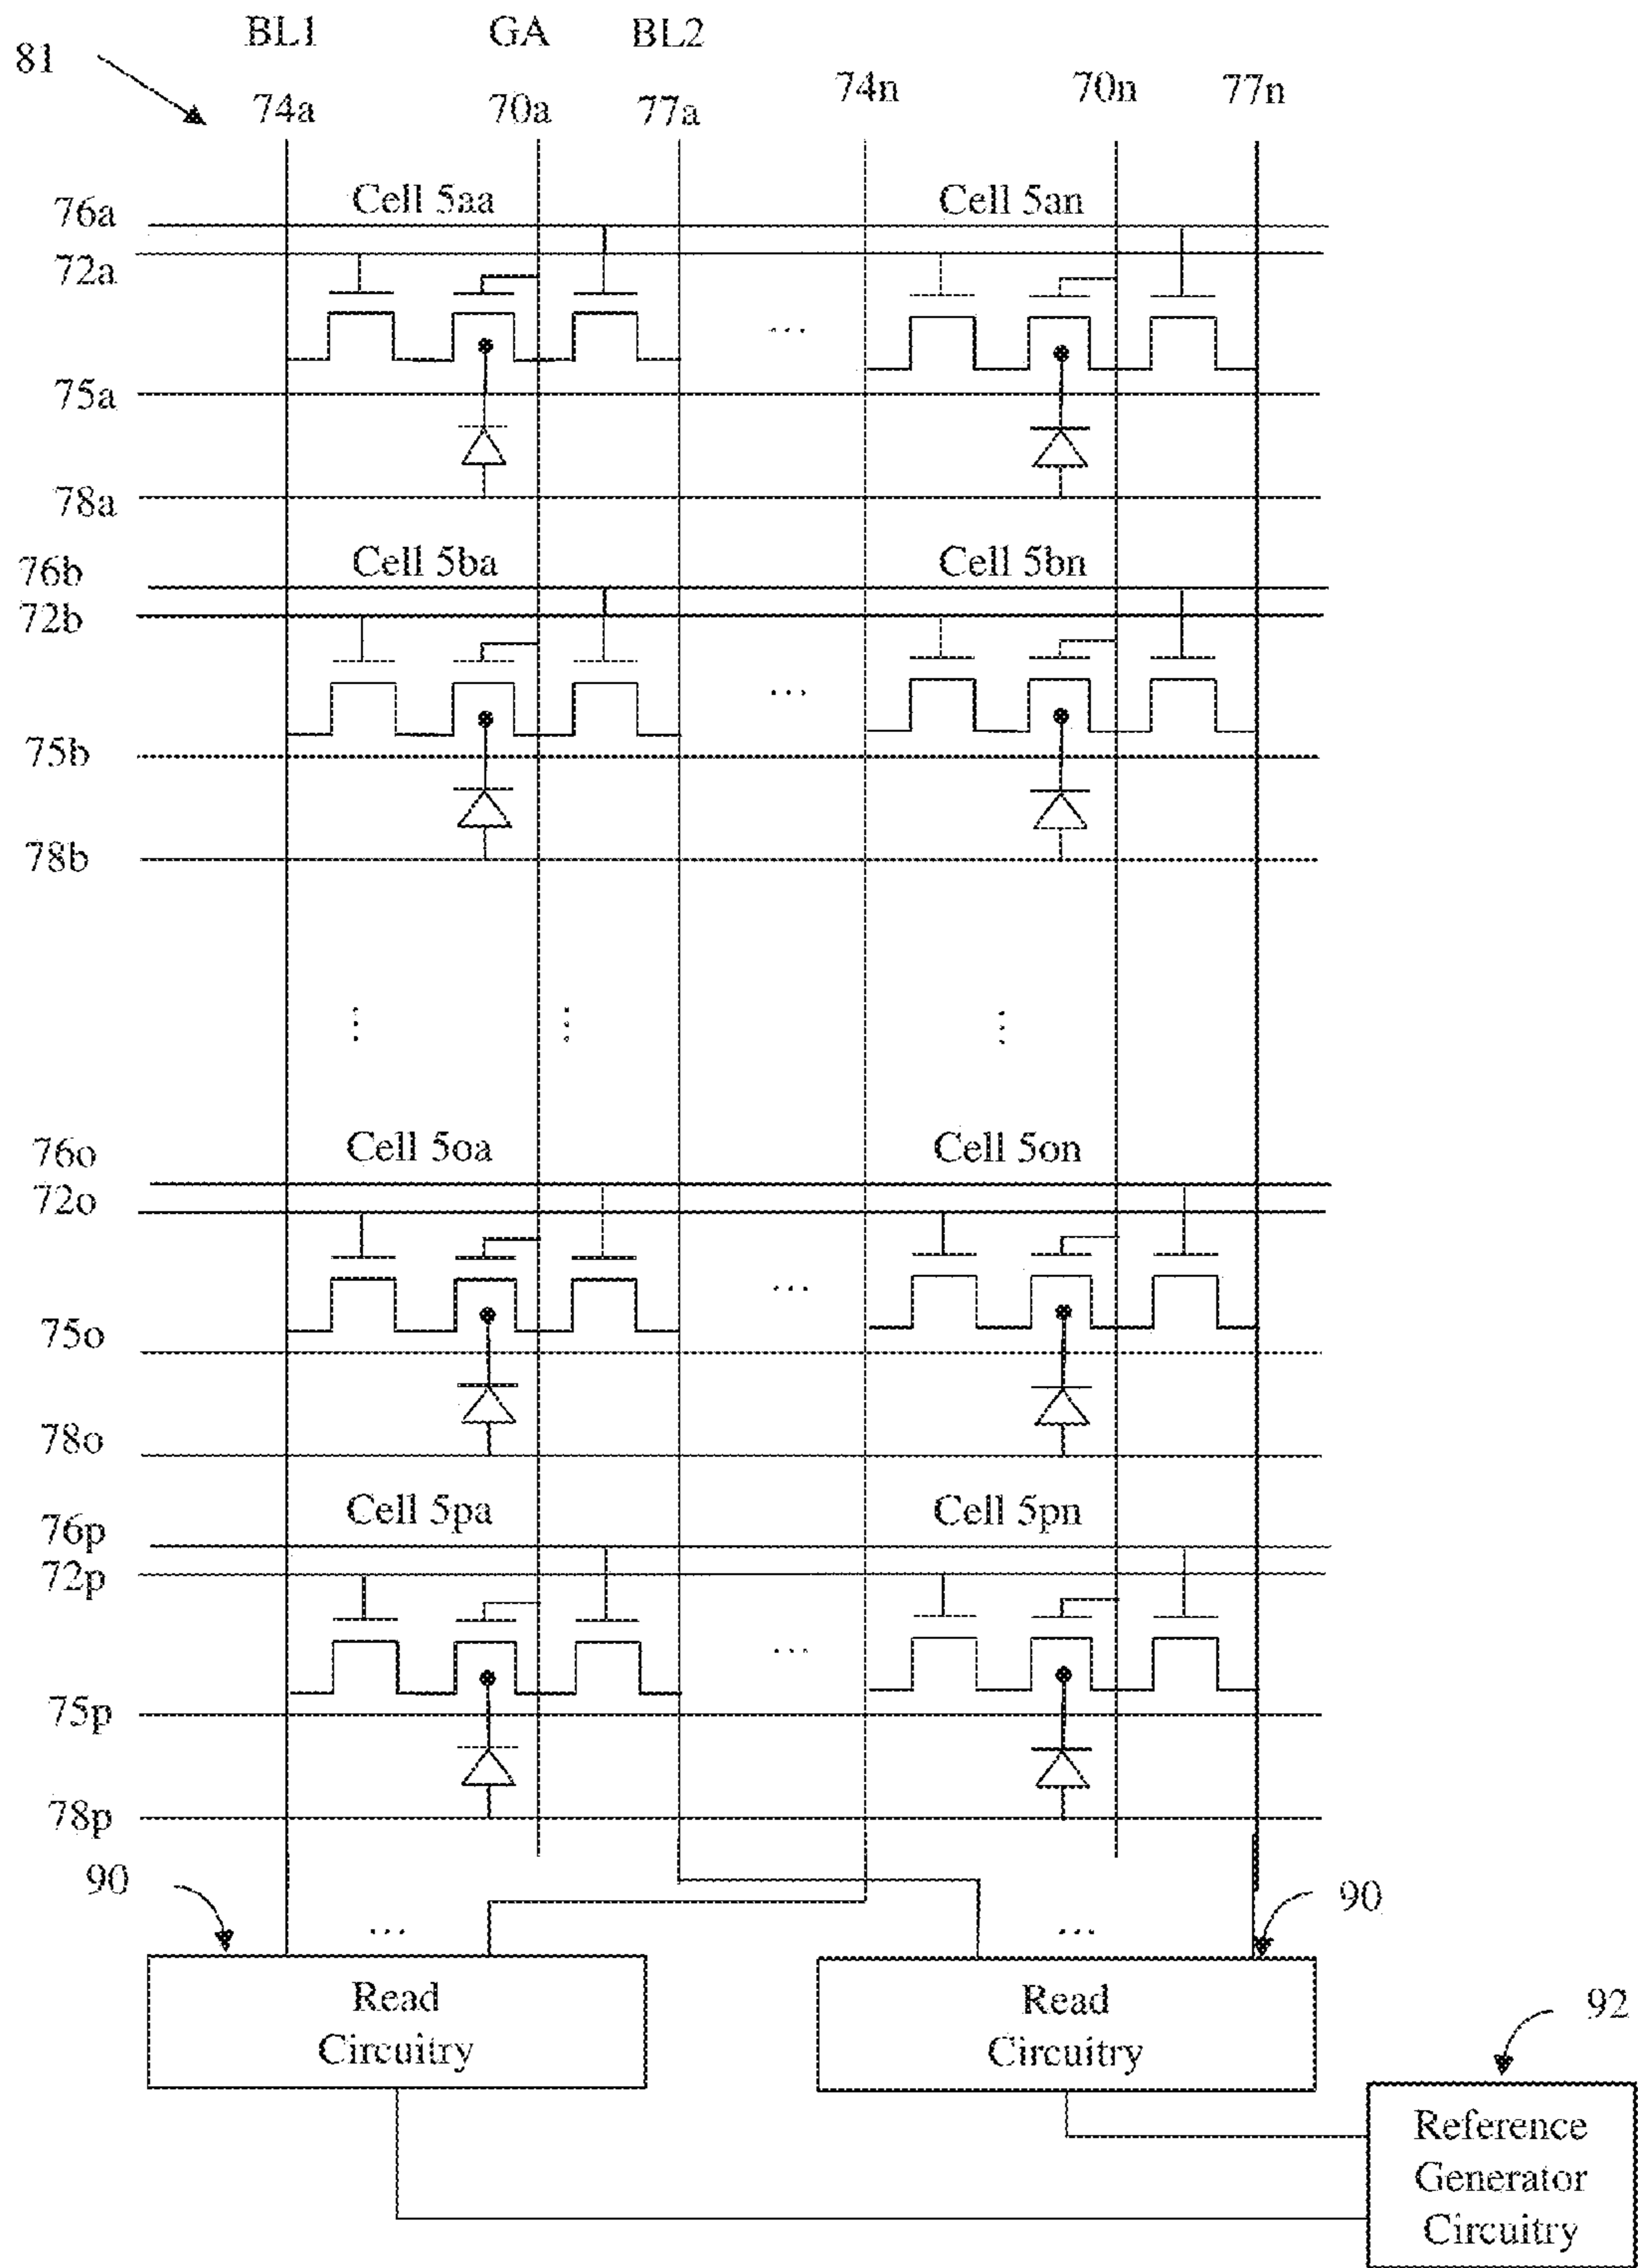 BL1 GA BL2
81
74a 70a 77a 74n 70n 77n
Cell 5aa Cell 5an
76a
72a
...
75a
78a
Cell 5ba Cell 5bn
76b
72b
...
75b
78b
Cell 5oa Cell 5on
76o
72o
...
75o
78o
Cell 5pa Cell 5pn
76p
72p
...
75p
78p
90 90
... ...
Read
Circuitry
Read
Circuitry
92
Reference
Generator
Circuitry